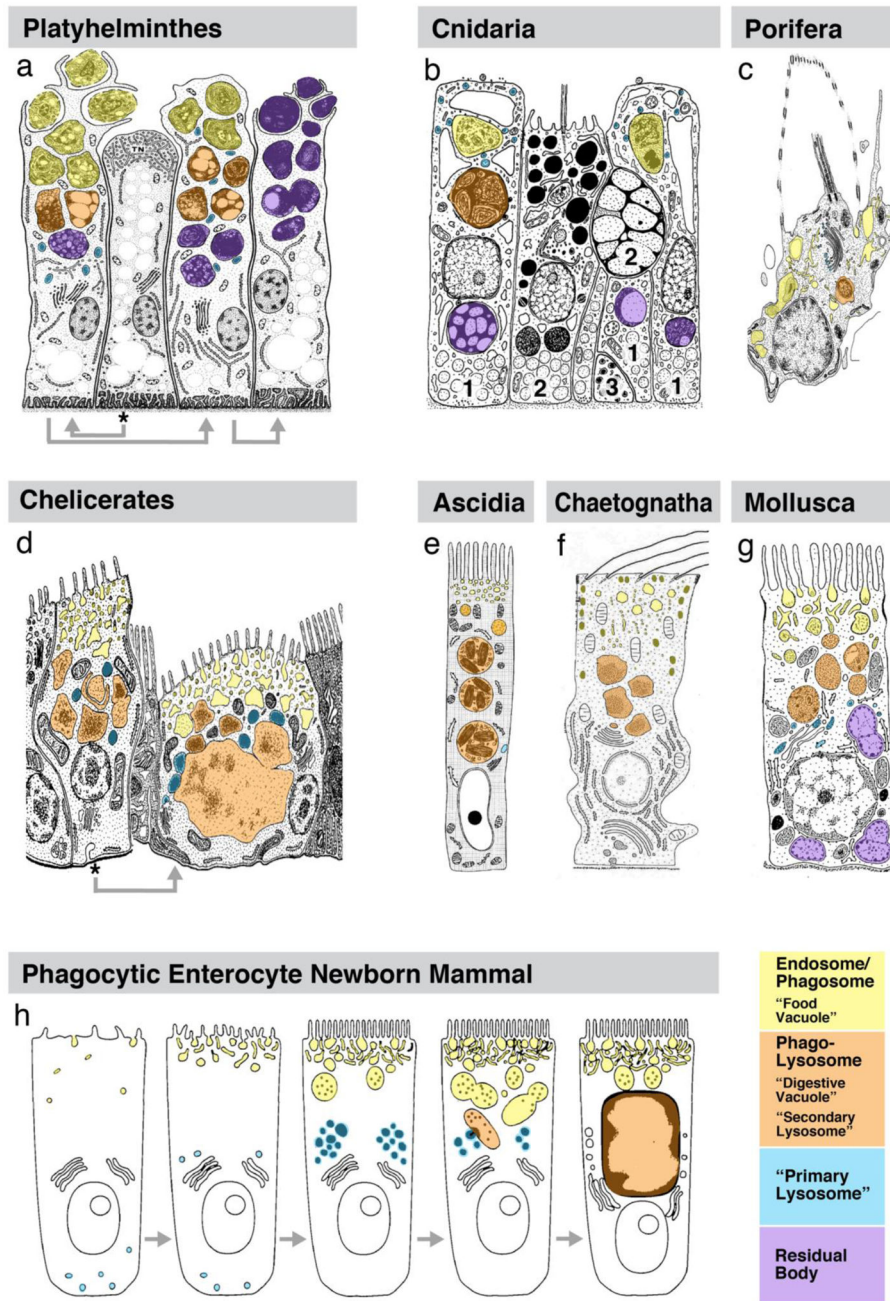 Platyhelminthes
Cnidaria
Porifera
a
b
c
TN
2
1
2
3
1
1
*
Chelicerates
Ascidia
Chaetognatha
Mollusca
d
e
f
g
*
Phagocytic Enterocyte Newborn Mammal
h
Endosome/
Phagosome
"Food
Vacuole"
Phago-
Lysosome
"Digestive
Vacuole"
"Secondary
Lysosome"
"Primary
Lysosome"
Residual
Body